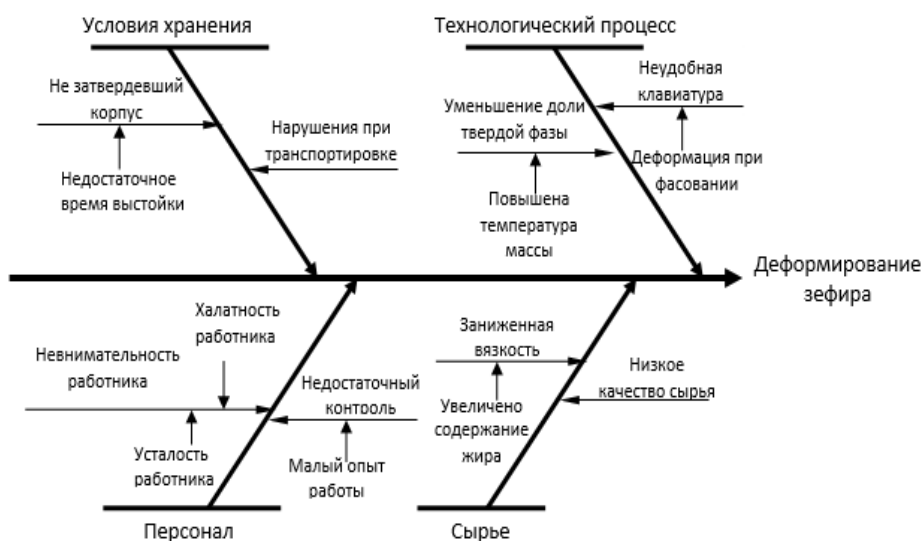 Условия хранения
Технологический процесс
Не затвердевший
корпус
Нарушения при
транспортировке
Недостаточное
время выстойки
Неудобная
клавиатура
Уменьшение доли
твердой фазы
Деформация при
фасовании
Повышена
температура
массы
Деформирование
зефира
Халатность
работника
Невнимательность
работника
Недостаточный
контроль
Усталость
работника
Малый опыт
работы
Заниженная
вязкость
Низкое
качество сырья
Увеличено
содержание
жира
Персонал
Сырье